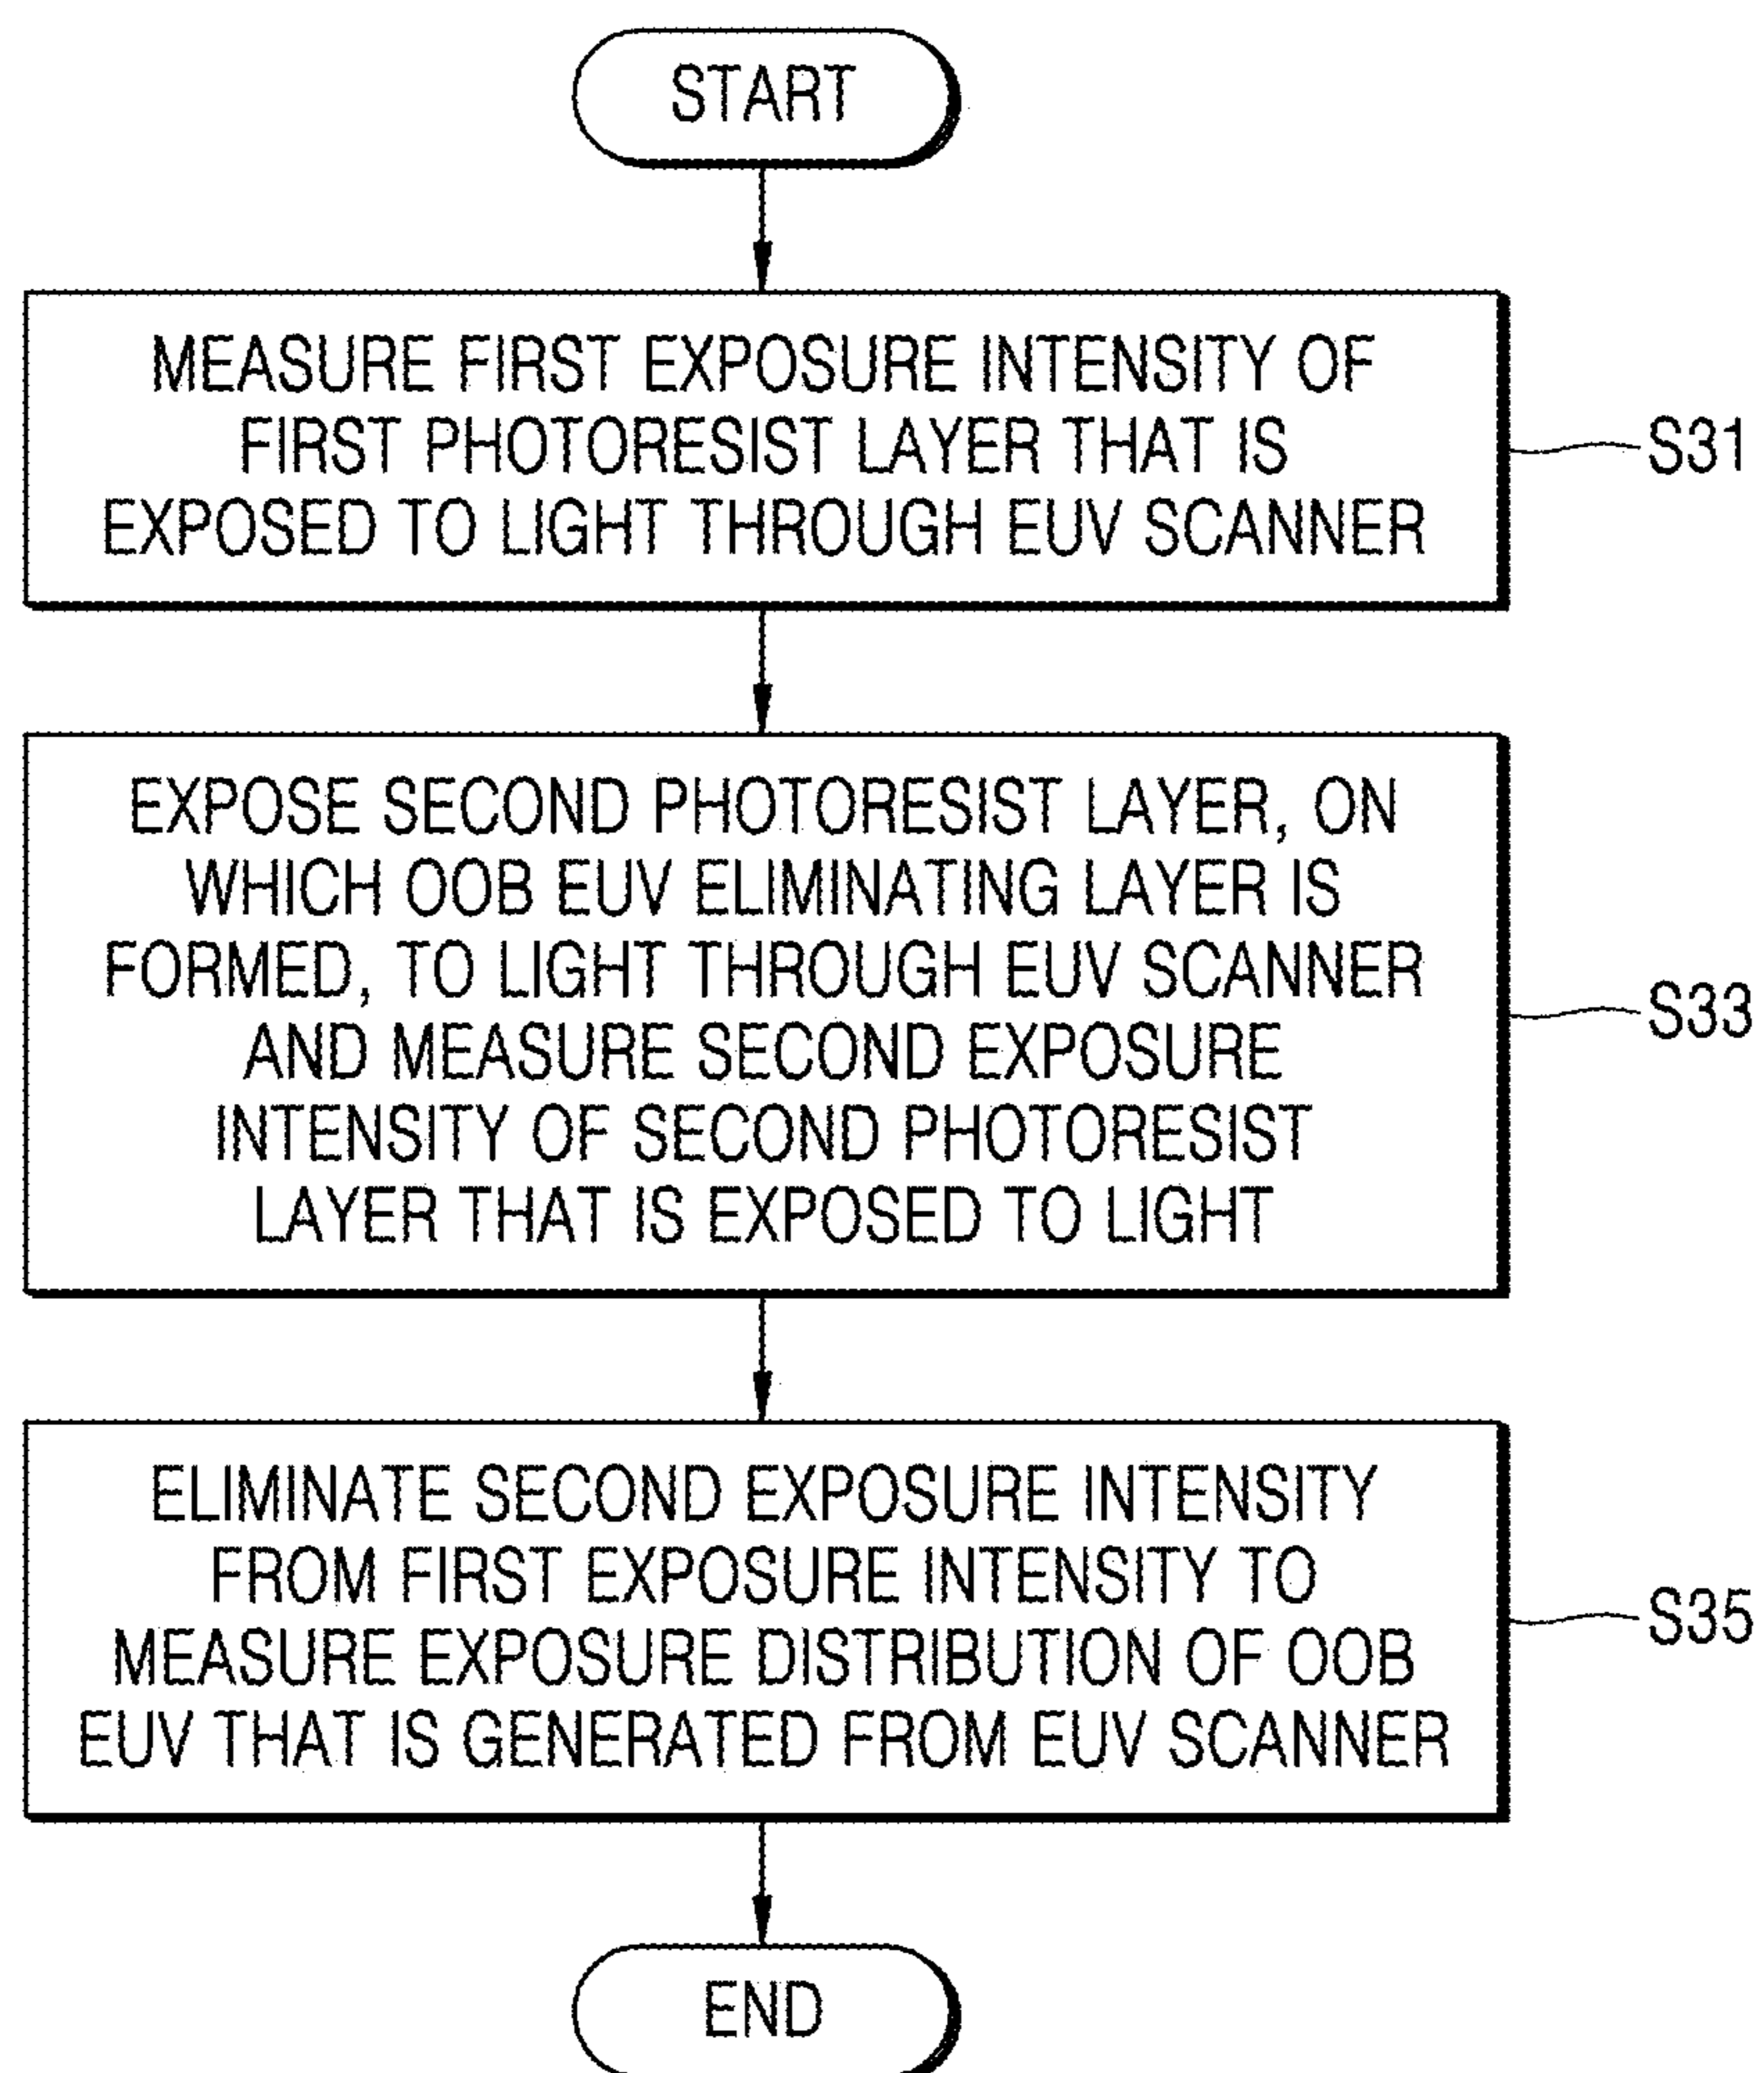 START
MEASURE FIRST EXPOSURE INTENSITY OF
FIRST PHOTORESIST LAYER THAT IS
EXPOSED TO LIGHT THROUGH EUV SCANNER
S31
EXPOSE SECOND PHOTORESIST LAYER, ON
WHICH OOB EUV ELIMINATING LAYER IS
FORMED, TO LIGHT THROUGH EUV SCANNER
AND MEASURE SECOND EXPOSURE
INTENSITY OF SECOND PHOTORESIST
LAYER THAT IS EXPOSED TO LIGHT
S33
ELIMINATE SECOND EXPOSURE INTENSITY
FROM FIRST EXPOSURE INTENSITY TO
MEASURE EXPOSURE DISTRIBUTION OF OOB
EUV THAT IS GENERATED FROM EUV SCANNER
S35
END